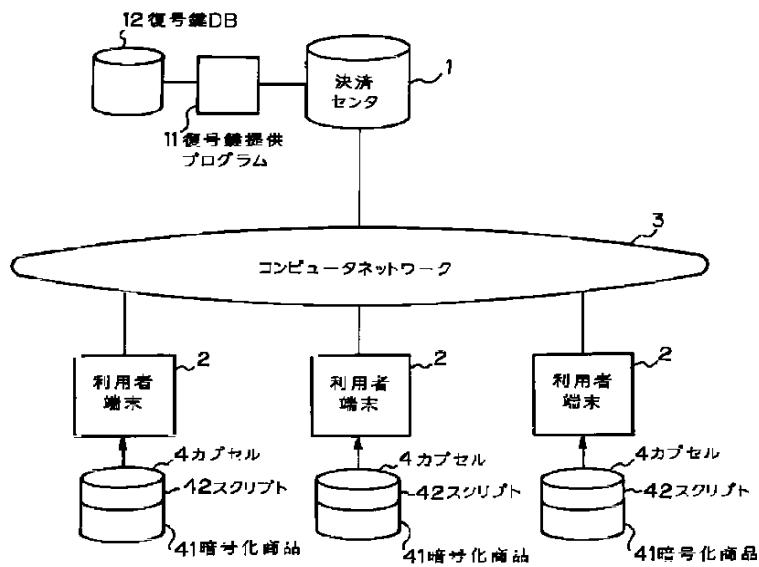 12復号鍵DB
1
決済
センタ
11復号鍵提供
プログラム
3
コンピュータネットワーク
2
利用者
端末
2
利用者
端末
2
利用者
端末
4カプセル
42スクリプト
41暗号化商品
4カプセル
42スクリプト
41暗号化商品
4カプセル
42スクリプト
41暗号化商品